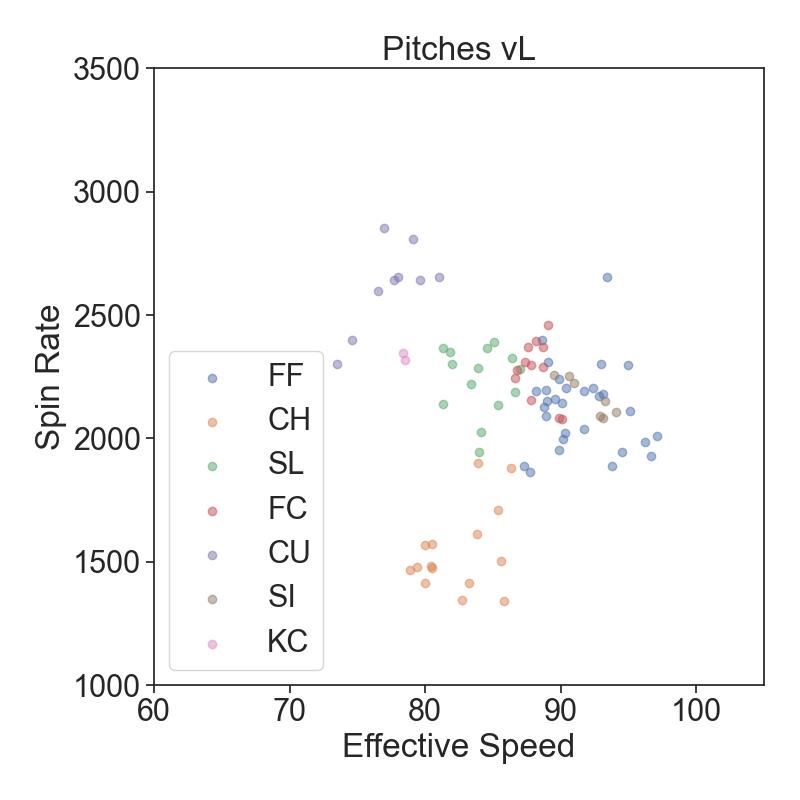 Pitches vL
3500
3000
2500
2000
1500
1000
Spin Rate
FF
CH
SL
FC
CU
SI
KC
60 70 80 90 100
Effective Speed